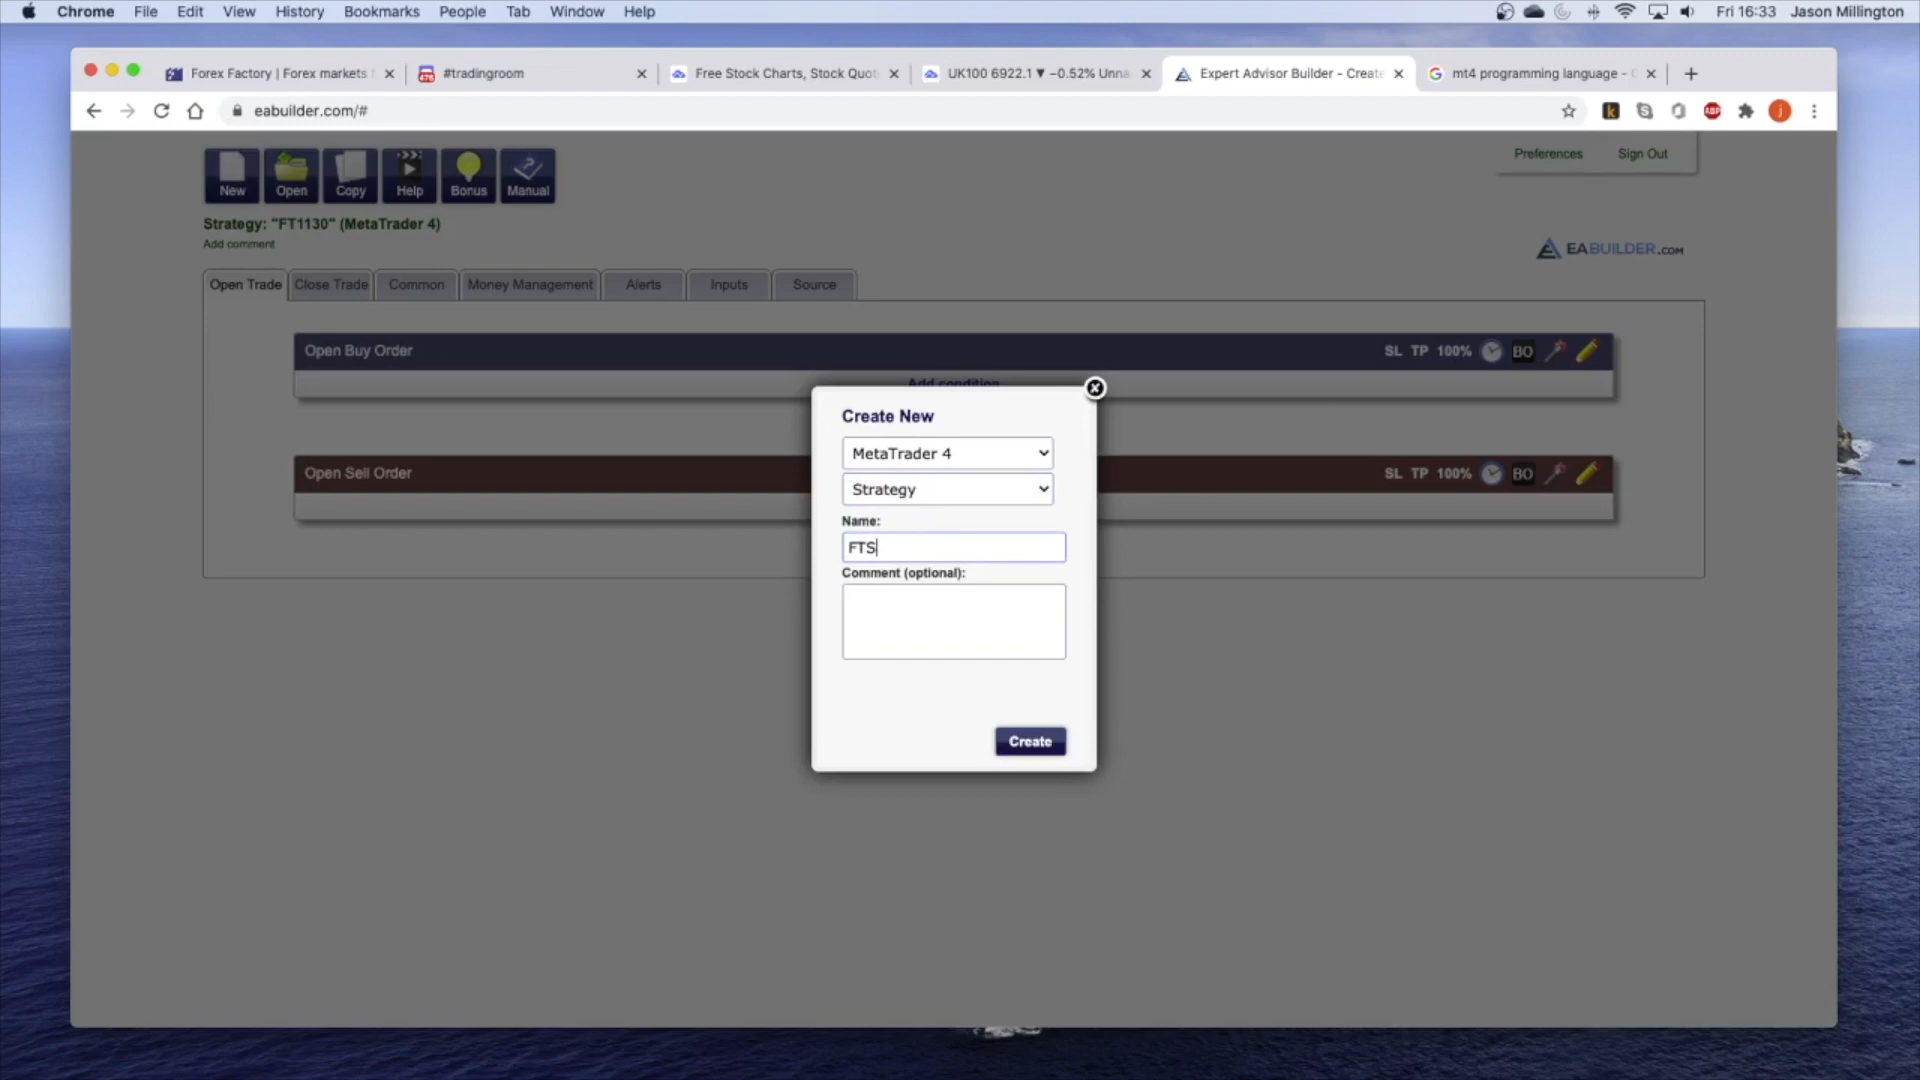 Chrome File Edit View History Bookmarks People Tab Window Help Fri 16:33 Jason Millington
Forex Factory | Forex markets #tradingroom Free Stock Charts, Stock Quot UK100 6922.1 ▼ −0.52% Unna Expert Advisor Builder - Create mt4 programming language -
eabuilder.com/#
Preferences Sign Out
New Open Copy Help Bonus Manual
Strategy: "FT1130" (MetaTrader 4)
Add comment
EABUILDER.COM
Open Trade Close Trade Common Money Management Alerts Inputs Source
Open Buy Order SL TP 100% BO
Add condition
Create New
MetaTrader 4
Open Sell Order SL TP 100% BO
Strategy
Name:
FTS
Comment (optional):
Create